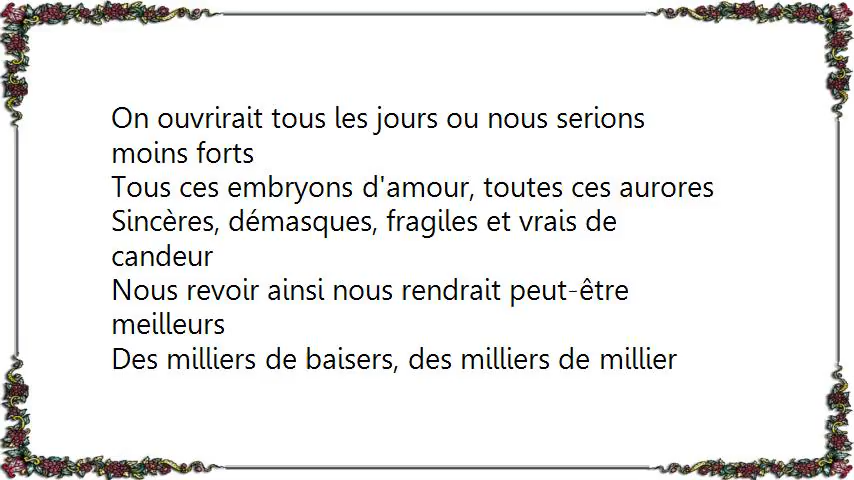 On ouvrirait tous les jours ou nous serions
moins forts
Tous ces embryons d'amour, toutes ces aurores
Sincères, démasques, fragiles et vrais de
candeur
Nous revoir ainsi nous rendrait peut-être
meilleurs
Des milliers de baisers, des milliers de millier